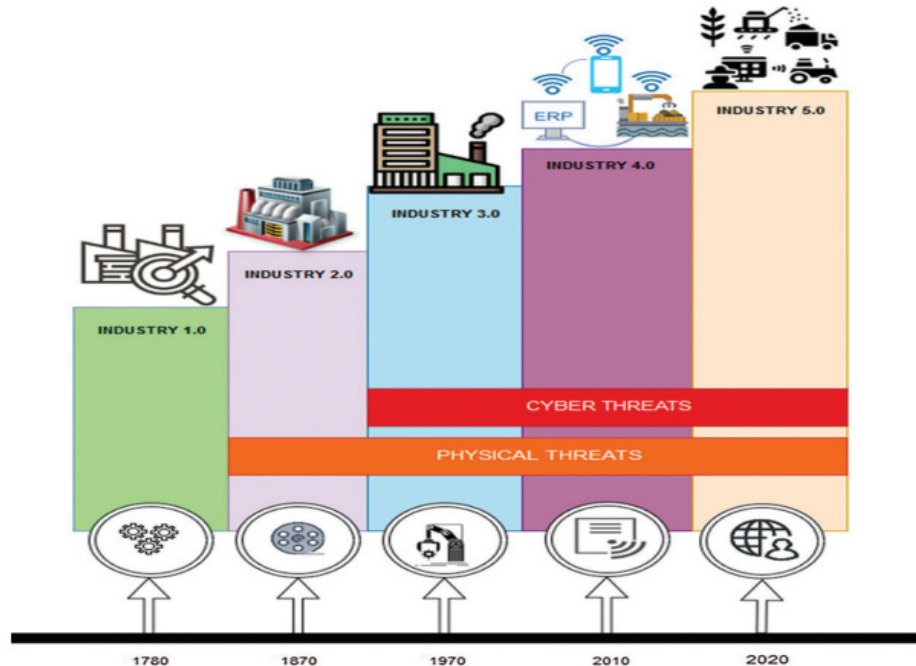 INDUSTRY 5.0
ERP
INDUSTRY 4.0
INDUSTRY 3.0
INDUSTRY 2.0
INDUSTRY 1.0
CYBER THREATS
PHYSICAL THREATS
1780 1870 1970 2010 2020